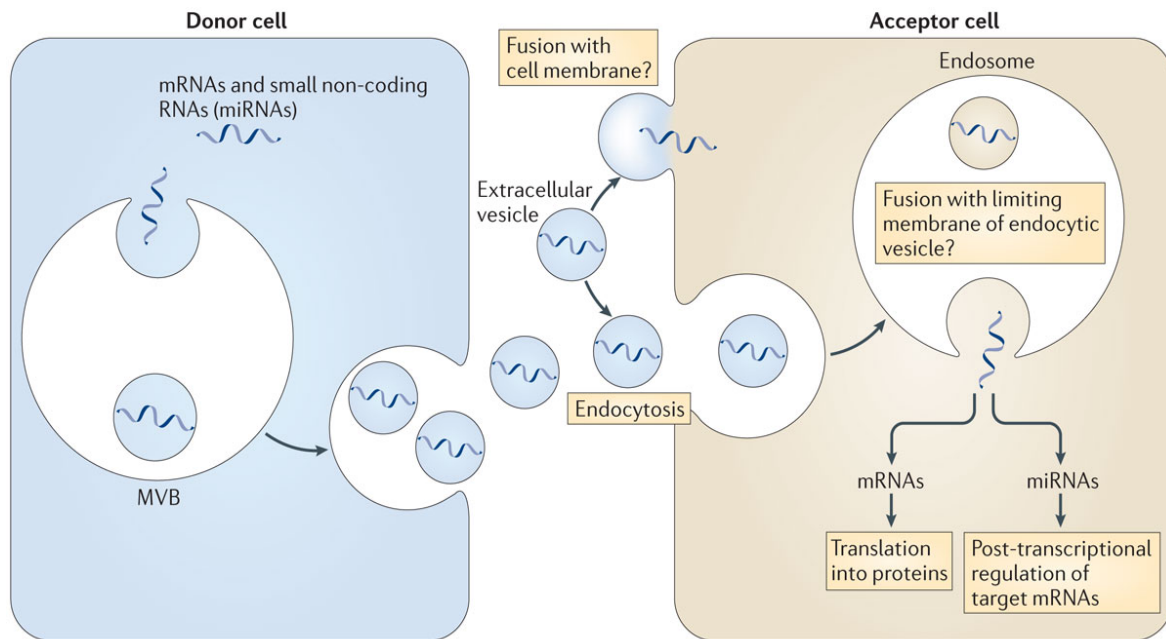 Donor cell
mRNAs and small non-coding
RNAs (miRNAs)
MVB
Extracellular
vesicle
Fusion with
cell membrane?
Endocytosis
Acceptor cell
Endosome
Fusion with limiting
membrane of endocytic
vesicle?
mRNAs
miRNAs
Translation
into proteins
Post-transcriptional
regulation of
target mRNAs